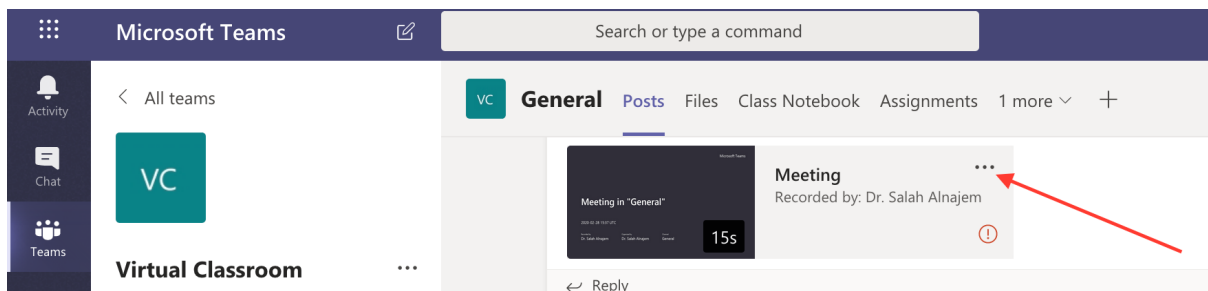 Microsoft Teams
Search or type a command
Activity
Chat
Teams
All teams
VC
Virtual Classroom
VC
General Posts Files Class Notebook Assignments 1 more
Microsoft Teams
Meeting in "General"
15s
Meeting
Recorded by: Dr. Salah Alnajem
Reply